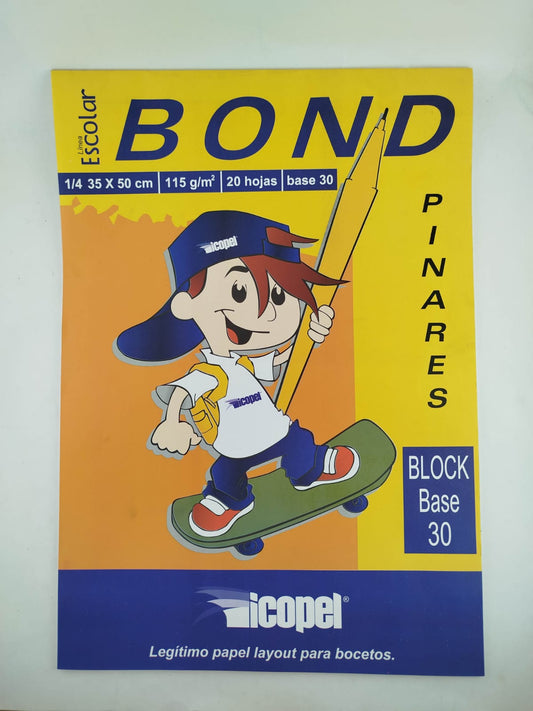 Línea
Escolar
BOND
1/4 35 X 50 cm 115 g/m² 20 hojas base 30
icopel
PINARES
icopel
BLOCK
Base
30
icopel®
Legítimo papel layout para bocetos.